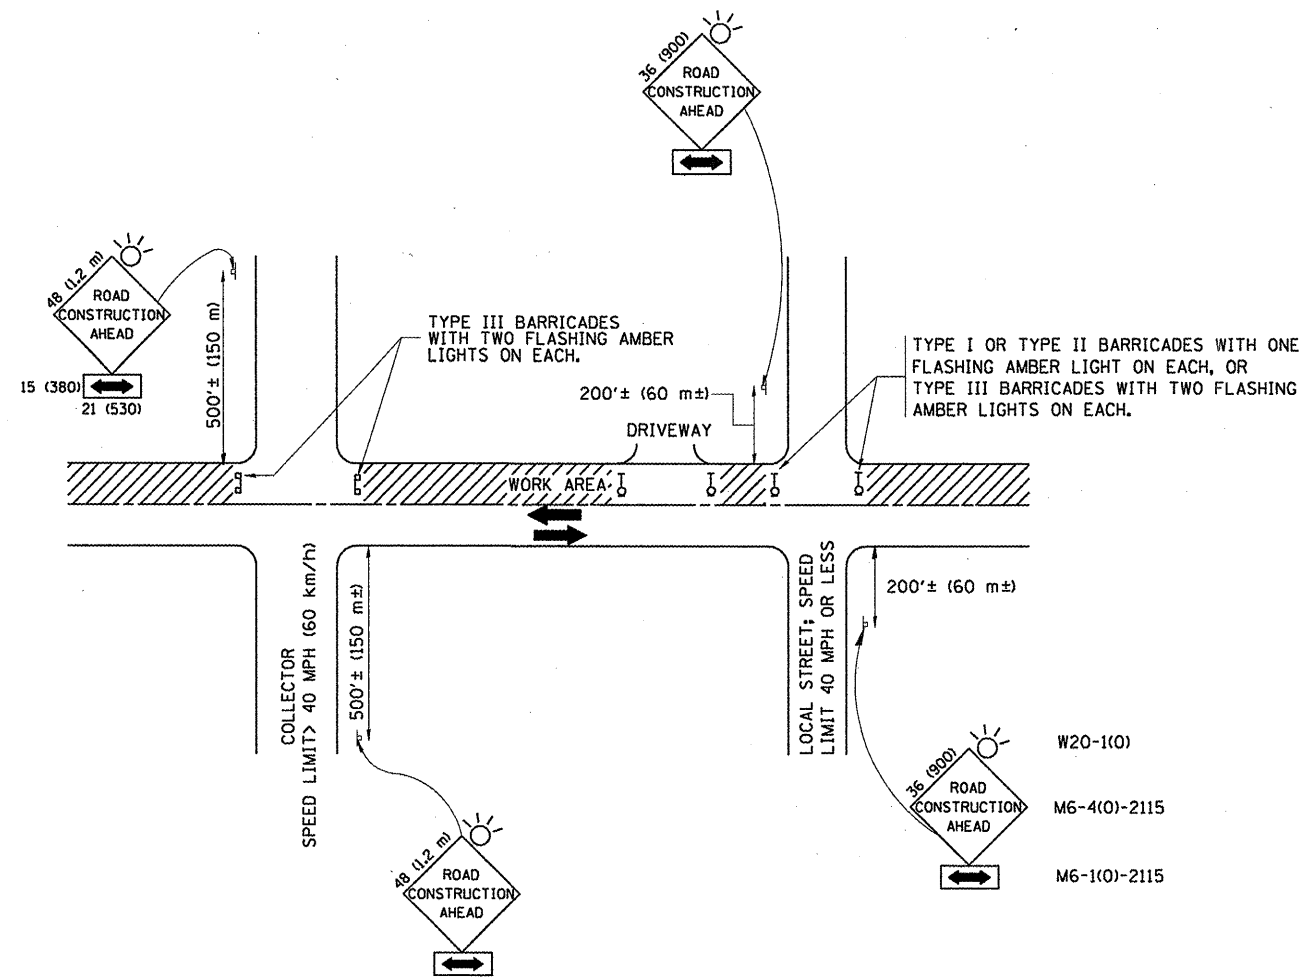 36 (900)
ROAD
CONSTRUCTION
AHEAD
48 (1.2 m)
ROAD
CONSTRUCTION
AHEAD
15 (380)
21 (530)
500'± (150 m)
TYPE III BARRICADES
WITH TWO FLASHING AMBER
LIGHTS ON EACH.
200'± (60 m±)
DRIVEWAY
TYPE I OR TYPE II BARRICADES WITH ONE
FLASHING AMBER LIGHT ON EACH, OR
TYPE III BARRICADES WITH TWO FLASHING
AMBER LIGHTS ON EACH.
WORK AREA
COLLECTOR
SPEED LIMIT> 40 MPH (60 km/h)
500'± (150 m±)
LOCAL STREET; SPEED
LIMIT 40 MPH OR LESS
200'± (60 m±)
48 (1.2 m)
ROAD
CONSTRUCTION
AHEAD
36 (900)
ROAD
CONSTRUCTION
AHEAD
W20-1(O)
M6-4(O)-2115
M6-1(O)-2115